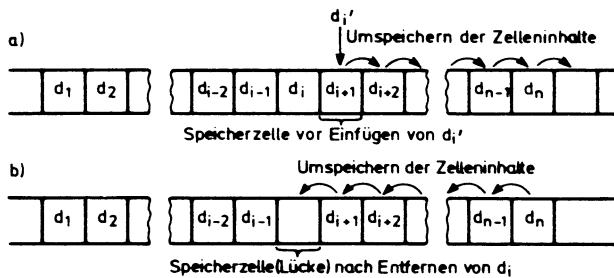 dᵢ'
a) Umspeichern der Zelleninhalte
d₁ d₂ dᵢ₋₂ dᵢ₋₁ dᵢ dᵢ₊₁ dᵢ₊₂ dₙ₋₁ dₙ
Speicherzelle vor Einfügen von dᵢ'
b) Umspeichern der Zelleninhalte
d₁ d₂ dᵢ₋₂ dᵢ₋₁ dᵢ₊₁ dᵢ₊₂ dₙ₋₁ dₙ
Speicherzelle(Lücke) nach Entfernen von dᵢ